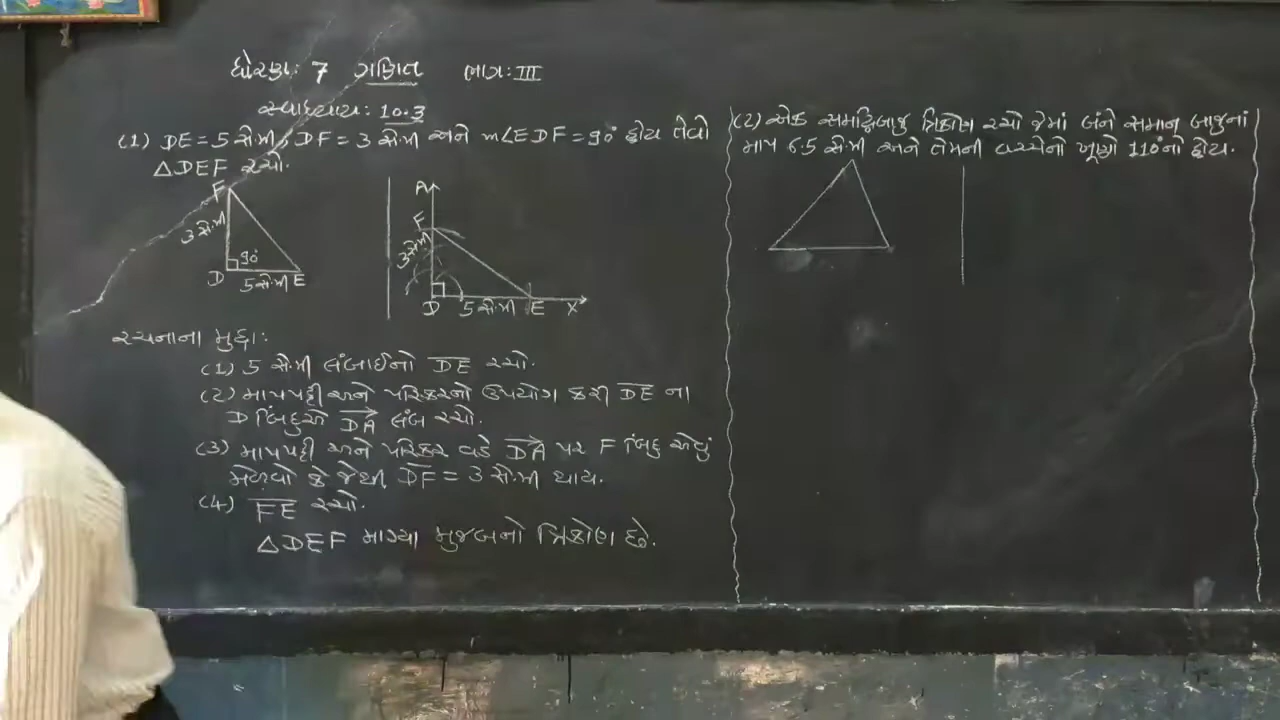 ધોરણ: 7 ગણિત ભાગ: III
સ્વાધ્યાય: 10.3
(1) DE = 5 સે.મી, DF = 3 સે.મી અને m∠EDF = 90° હોય તેવો
△DEF રચો.
F
3 સે.મી
90°
D 5 સે.મી E
A
F
3 સે.મી
D 5 સે.મી E X
રચનાના મુદ્દા:
(1) 5 સે.મી લંબાઈનો DE રચો.
(2) માપપટ્ટી અને પરિકરનો ઉપયોગ કરી DE ના
D બિંદુએ DA લંબ રચો.
(3) માપપટ્ટી અને પરિકર વડે DA પર F બિંદુ એવું
મેળવો કે જેથી DF = 3 સે.મી થાય.
(4) FE રચો.
△DEF માગ્યા મુજબનો ત્રિકોણ છે.
(2) એક સમદ્વિબાજુ ત્રિકોણ રચો જેમાં બંને સમાન બાજુનાં
માપ 6.5 સે.મી અને તેમની વચ્ચેનો ખૂણો 110°નો હોય.